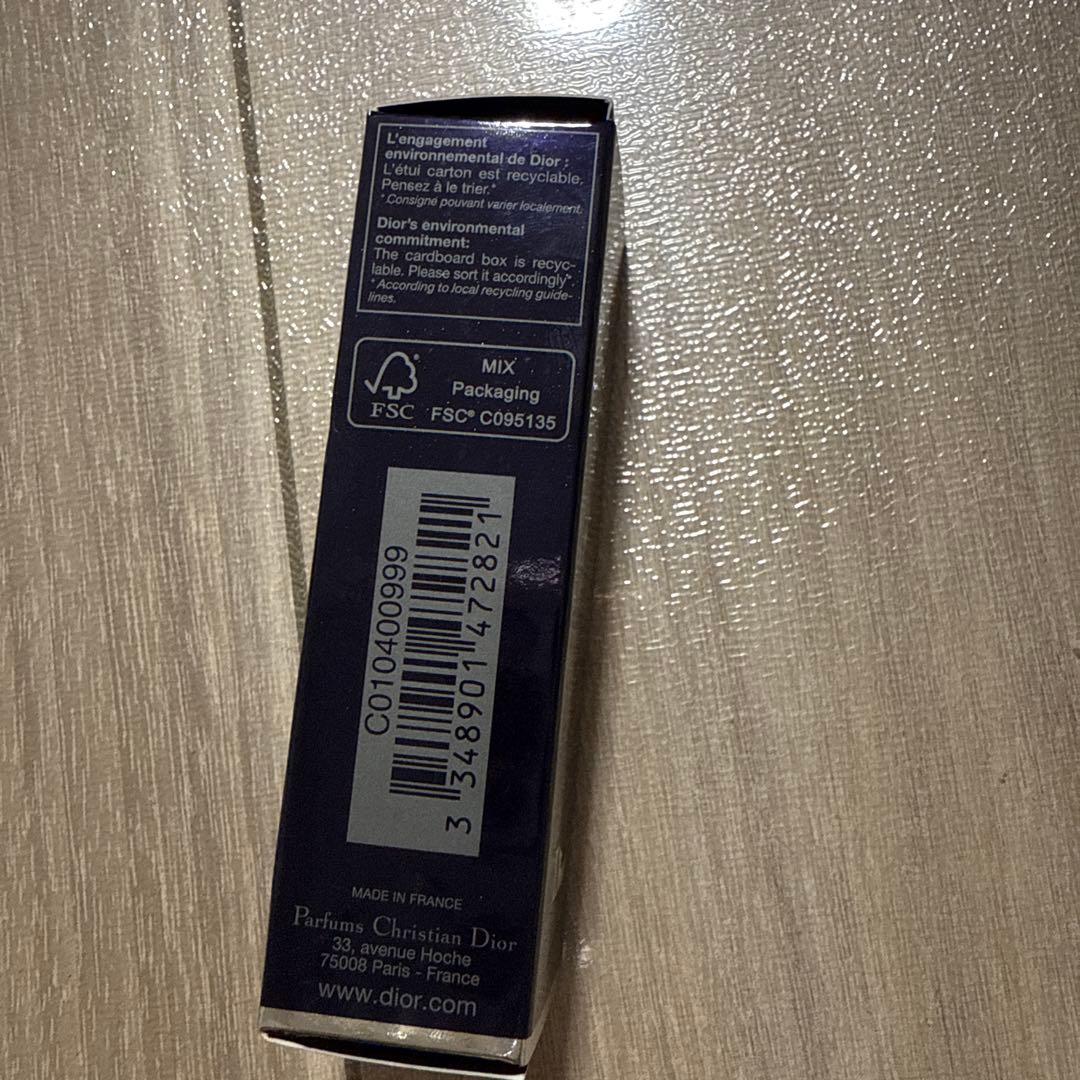 L'engagement
environnemental de Dior :
L'étui carton est recyclable.
Pensez à le trier.*
*Consigne pouvant varier localement.
Dior's environmental
commitment:
The cardboard box is recyc-
lable. Please sort it accordingly*.
*According to local recycling guide-
lines.
FSC
MIX
Packaging
FSC® C095135
C010400999
3 348901 472821
MADE IN FRANCE
Parfums Christian Dior
33, avenue Hoche
75008 Paris - France
www.dior.com